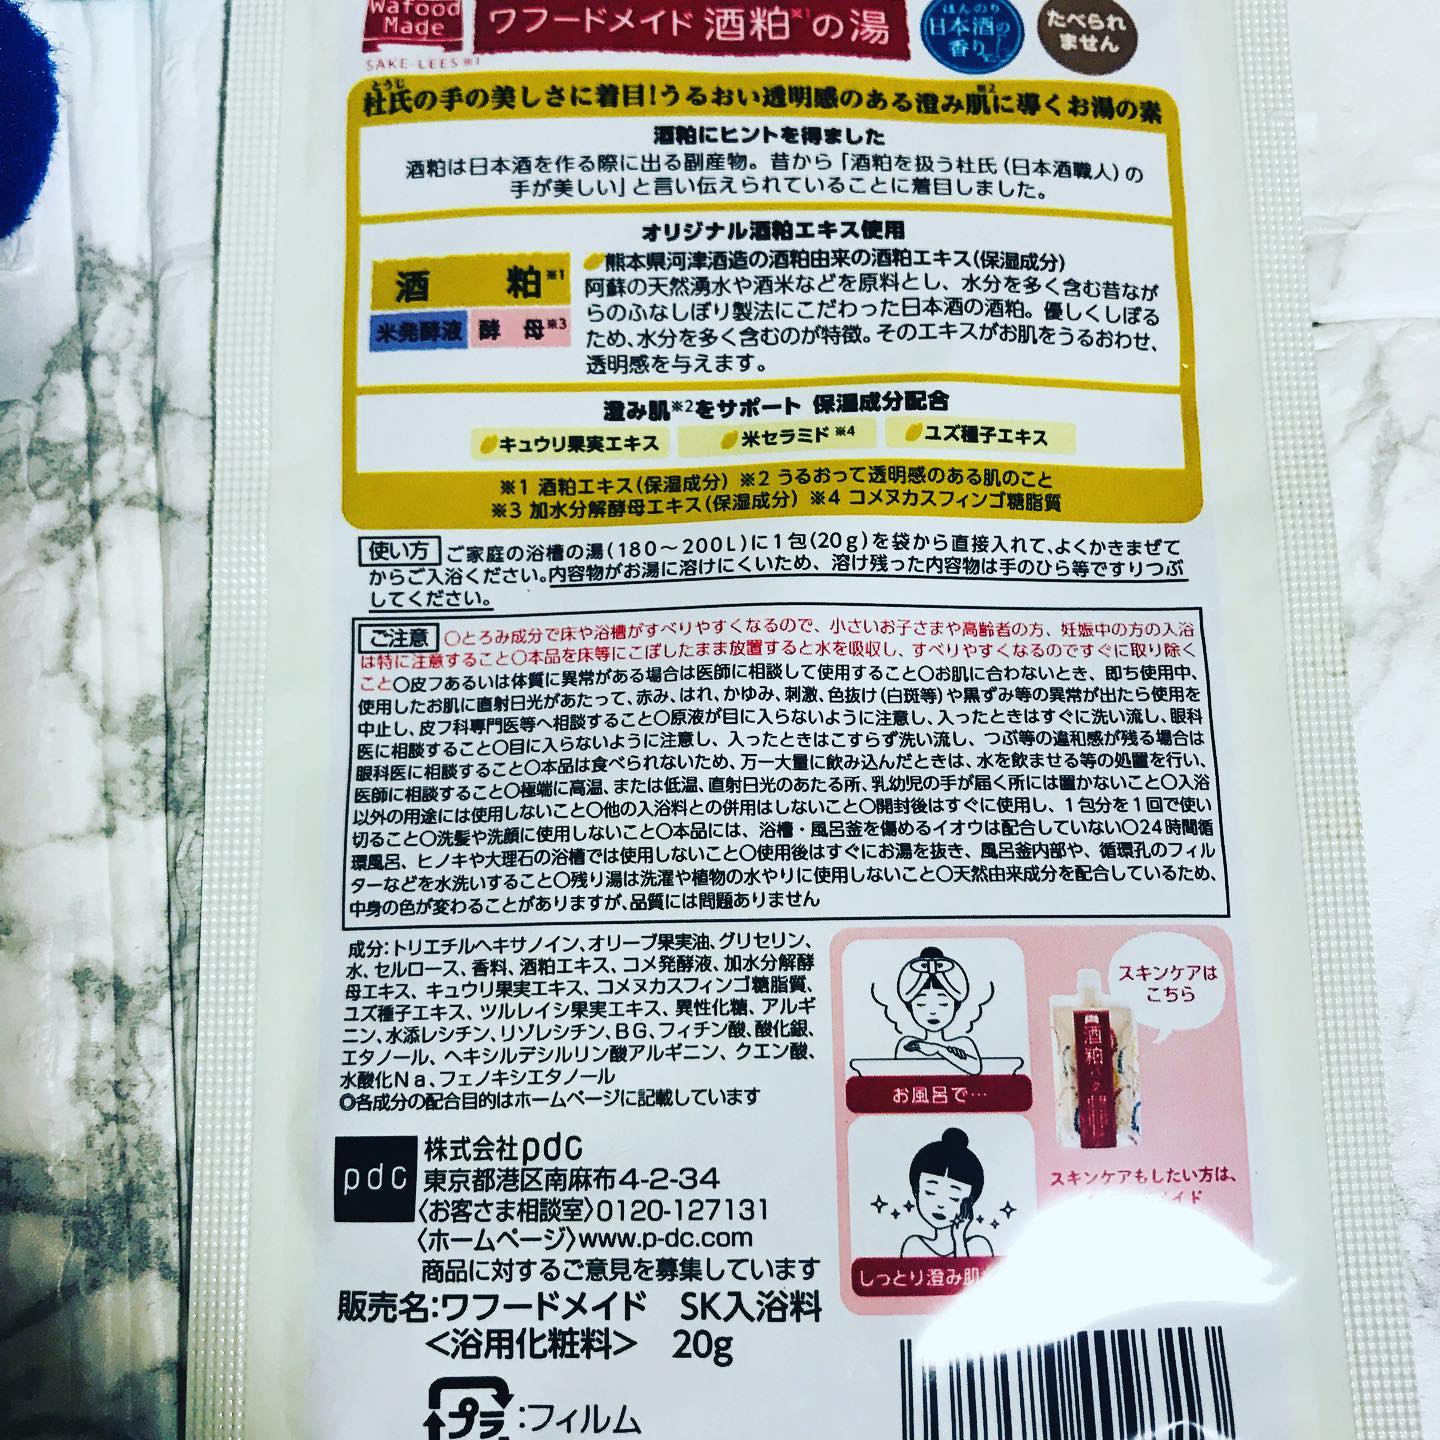 Wafood
Made
SAKE-LEES※1
ワフードメイド 酒粕※1の湯
ほんのり
日本酒の
香り
たべられ
ません
とうじ
杜氏の手の美しさに着目!うるおい透明感のある澄み肌※2に導くお湯の素
酒粕にヒントを得ました
酒粕は日本酒を作る際に出る副産物。昔から「酒粕を扱う杜氏(日本酒職人)の
手が美しい」と言い伝えられていることに着目しました。
オリジナル酒粕エキス使用
酒 粕※1
米発酵液 酵 母※3
熊本県河津酒造の酒粕由来の酒粕エキス(保湿成分)
阿蘇の天然湧水や酒米などを原料とし、水分を多く含む昔なが
らのふなしぼり製法にこだわった日本酒の酒粕。優しくしぼる
ため、水分を多く含むのが特徴。そのエキスがお肌をうるおわせ、
透明感を与えます。
澄み肌※2をサポート 保湿成分配合
キュウリ果実エキス 米セラミド※4 ユズ種子エキス
※1 酒粕エキス(保湿成分) ※2 うるおって透明感のある肌のこと
※3 加水分解酵母エキス(保湿成分) ※4 コメヌカスフィンゴ糖脂質
使い方 ご家庭の浴槽の湯(180〜200L)に1包(20g)を袋から直接入れて、よくかきまぜて
からご入浴ください。内容物がお湯に溶けにくいため、溶け残った内容物は手のひら等ですりつぶ
してください。
ご注意 ○とろみ成分で床や浴槽がすべりやすくなるので、小さいお子さまや高齢者の方、妊娠中の方の入浴
は特に注意すること○本品を床等にこぼしたまま放置すると水を吸収し、すべりやすくなるのですぐに取り除く
こと○皮フあるいは体質に異常がある場合は医師に相談して使用すること○お肌に合わないとき、即ち使用中、
使用したお肌に直射日光があたって、赤み、はれ、かゆみ、刺激、色抜け(白斑等)や黒ずみ等の異常が出たら使用を
中止し、皮フ科専門医等へ相談すること○原液が目に入らないように注意し、入ったときはすぐに洗い流し、眼科
医に相談すること○目に入らないように注意し、入ったときはこすらず洗い流し、つぶ等の違和感が残る場合は
眼科医に相談すること○本品は食べられないため、万一大量に飲み込んだときは、水を飲ませる等の処置を行い、
医師に相談すること○極端に高温、または低温、直射日光のあたる所、乳幼児の手が届く所には置かないこと○入浴
以外の用途には使用しないこと○他の入浴料との併用はしないこと○開封後はすぐに使用し、1包分を1回で使い
切ること○洗髪や洗顔に使用しないこと○本品には、浴槽・風呂釜を傷めるイオウは配合していない○24時間循
環風呂、ヒノキや大理石の浴槽では使用しないこと○使用後はすぐにお湯を抜き、風呂釜内部や、循環孔のフィル
ターなどを水洗いすること○残り湯は洗濯や植物の水やりに使用しないこと○天然由来成分を配合しているため、
中身の色が変わることがありますが、品質には問題ありません
成分:トリエチルヘキサノイン、オリーブ果実油、グリセリン、
水、セルロース、香料、酒粕エキス、コメ発酵液、加水分解酵
母エキス、キュウリ果実エキス、コメヌカスフィンゴ糖脂質、
ユズ種子エキス、ツルレイシ果実エキス、異性化糖、アルギ
ニン、水添レシチン、リゾレシチン、BG、フィチン酸、酸化銀、
エタノール、ヘキシルデシルリン酸アルギニン、クエン酸、
水酸化Na、フェノキシエタノール
◎各成分の配合目的はホームページに記載しています
お風呂で…
しっとり澄み肌
スキンケアは
こちら
酒粕パック
スキンケアもしたい方は、
pdc
株式会社pdc
東京都港区南麻布4-2-34
〈お客さま相談室〉0120-127131
〈ホームページ〉www.p-dc.com
商品に対するご意見を募集しています
販売名:ワフードメイド SK入浴料
<浴用化粧料> 20g
プラ :フィルム